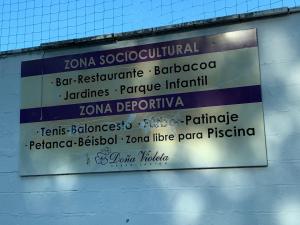 ZONA SOCIOCULTURAL
·Bar-Restaurante · Barbacoa
· Jardines · Parque Infantil
ZONA DEPORTIVA
·Tenis-Baloncesto -Patinaje
·Petanca-Béisbol · Zona libre para Piscina
Doña Violeta